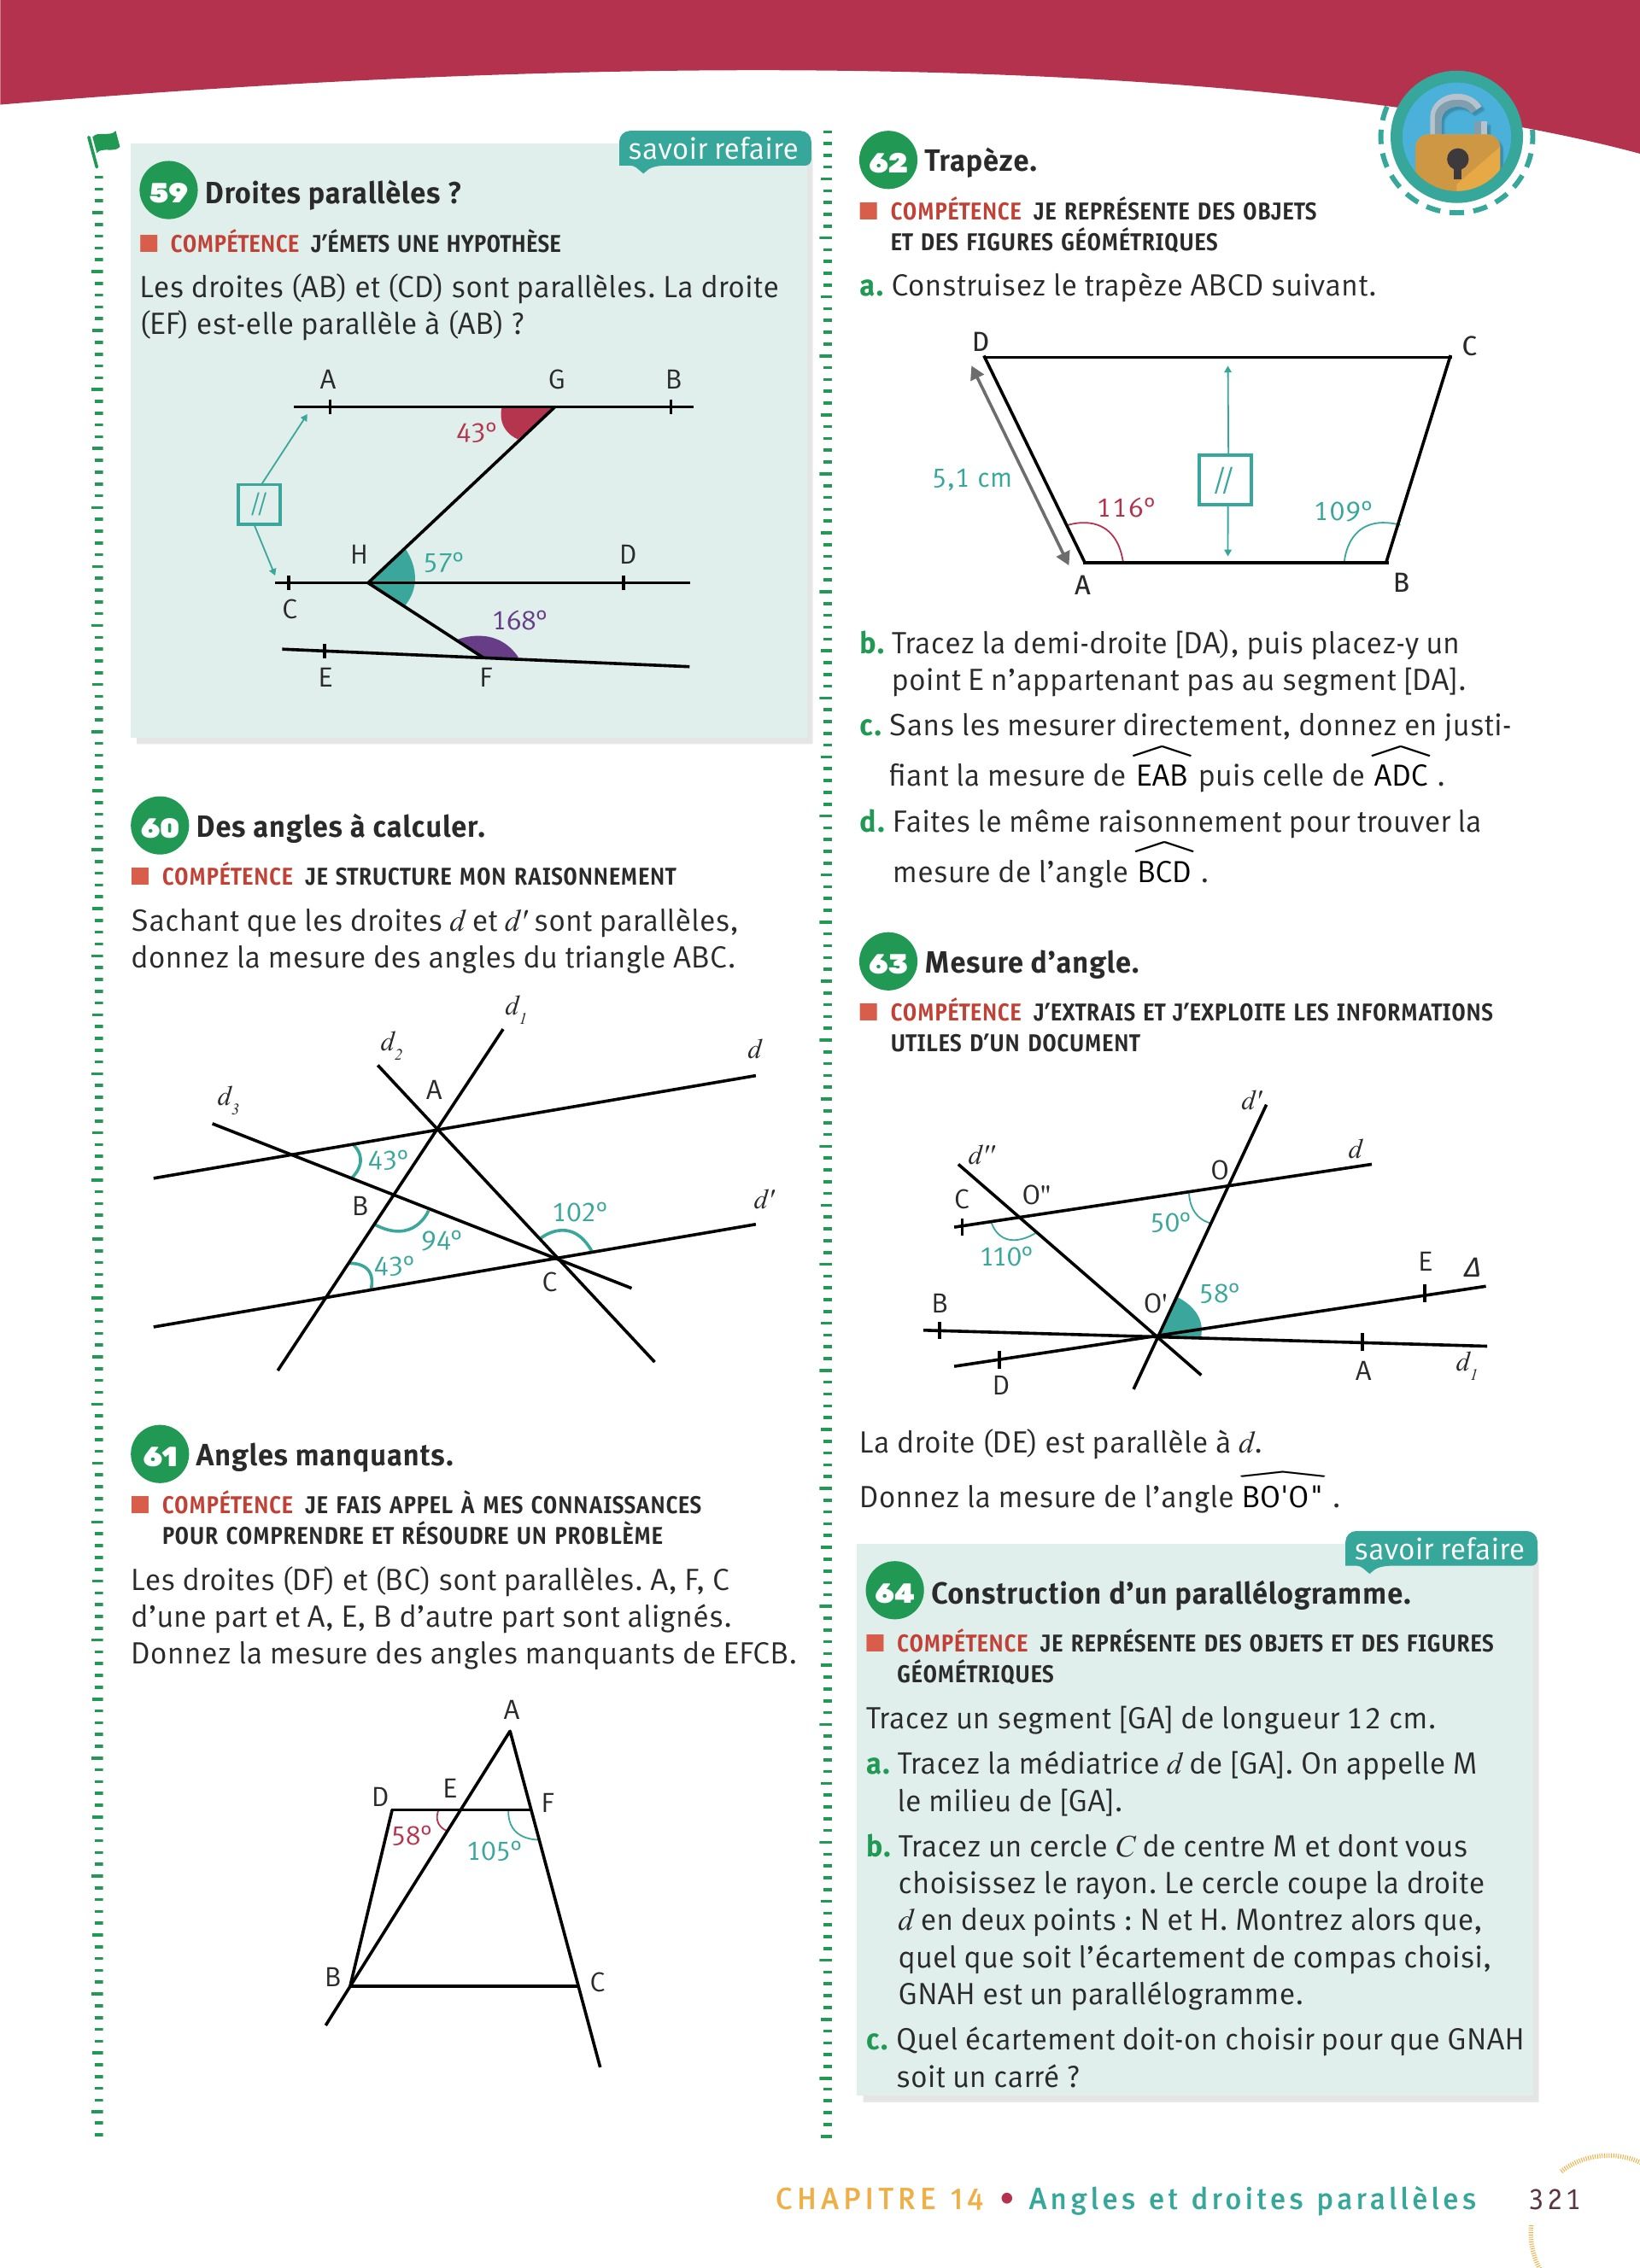 savoir refaire
59 Droites parallèles ?
COMPÉTENCE J'ÉMETS UNE HYPOTHÈSE
Les droites (AB) et (CD) sont parallèles. La droite
(EF) est-elle parallèle à (AB) ?
A G B
43°
//
H 57° D
C
168°
E F
60 Des angles à calculer.
COMPÉTENCE JE STRUCTURE MON RAISONNEMENT
Sachant que les droites d et d' sont parallèles,
donnez la mesure des angles du triangle ABC.
d₁
d₂ d
A
d₃
43°
B d'
102°
94°
43°
C
61 Angles manquants.
COMPÉTENCE JE FAIS APPEL À MES CONNAISSANCES
POUR COMPRENDRE ET RÉSOUDRE UN PROBLÈME
Les droites (DF) et (BC) sont parallèles. A, F, C
d'une part et A, E, B d'autre part sont alignés.
Donnez la mesure des angles manquants de EFCB.
A
D E F
58° 105°
B C
62 Trapèze.
COMPÉTENCE JE REPRÉSENTE DES OBJETS
ET DES FIGURES GÉOMÉTRIQUES
a. Construisez le trapèze ABCD suivant.
D C
5,1 cm //
116° 109°
A B
b. Tracez la demi-droite [DA), puis placez-y un
point E n'appartenant pas au segment [DA].
c. Sans les mesurer directement, donnez en justi-
fiant la mesure de EAB puis celle de ADC .
d. Faites le même raisonnement pour trouver la
mesure de l'angle BCD .
63 Mesure d'angle.
COMPÉTENCE J'EXTRAIS ET J'EXPLOITE LES INFORMATIONS
UTILES D'UN DOCUMENT
d'
d'' d
O
C O"
50°
110°
E Δ
B O' 58°
D A d₁
La droite (DE) est parallèle à d.
Donnez la mesure de l'angle BO'O" .
savoir refaire
64 Construction d'un parallélogramme.
COMPÉTENCE JE REPRÉSENTE DES OBJETS ET DES FIGURES
GÉOMÉTRIQUES
Tracez un segment [GA] de longueur 12 cm.
a. Tracez la médiatrice d de [GA]. On appelle M
le milieu de [GA].
b. Tracez un cercle C de centre M et dont vous
choisissez le rayon. Le cercle coupe la droite
d en deux points : N et H. Montrez alors que,
quel que soit l'écartement de compas choisi,
GNAH est un parallélogramme.
c. Quel écartement doit-on choisir pour que GNAH
soit un carré ?
CHAPITRE 14 • Angles et droites parallèles 321